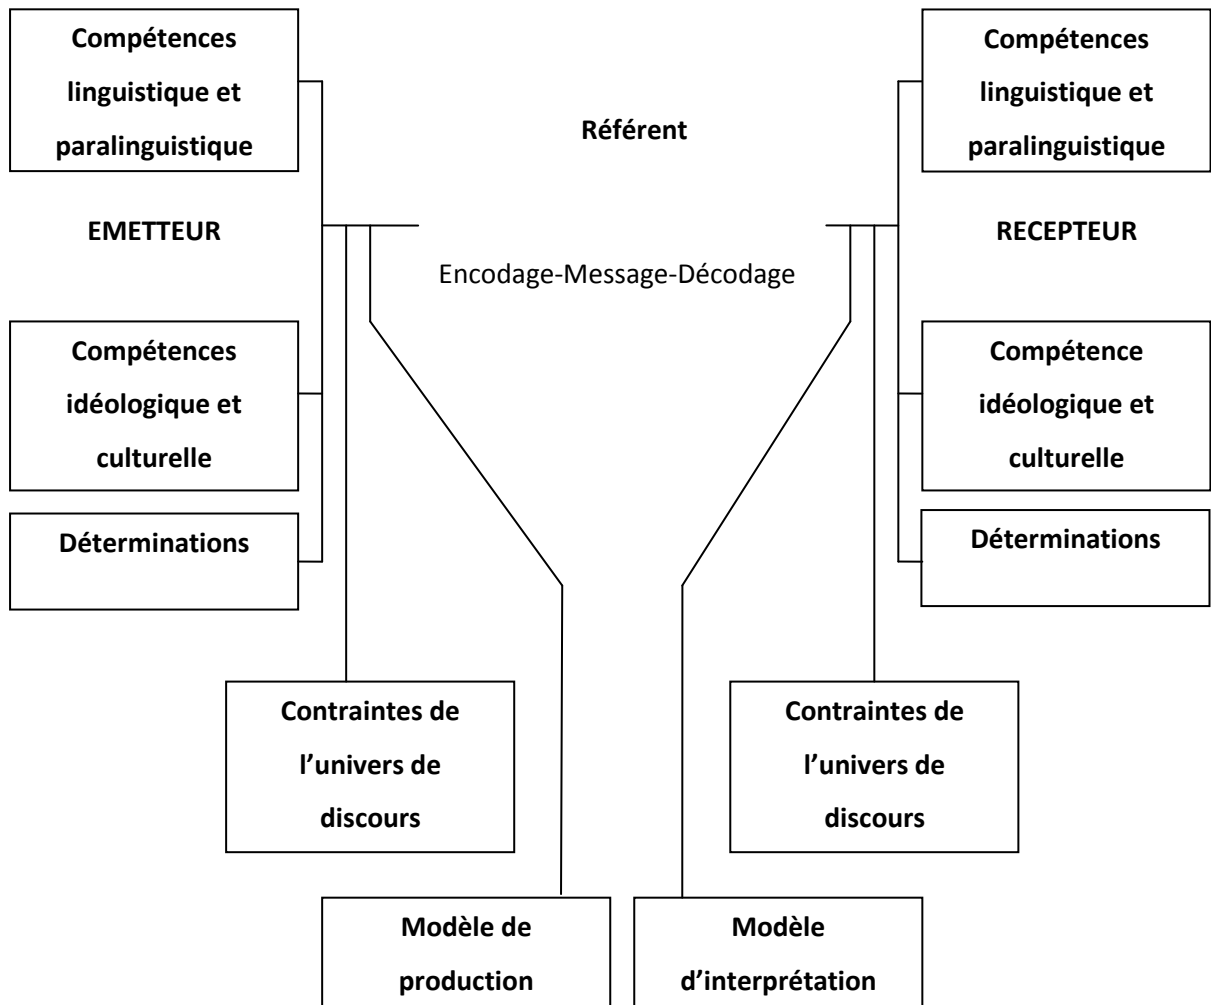 Compétences
linguistique et
paralinguistique
Référent
Compétences
linguistique et
paralinguistique
EMETTEUR
RECEPTEUR
Encodage-Message-Décodage
Compétences
idéologique et
culturelle
Compétence
idéologique et
culturelle
Déterminations
Déterminations
Contraintes de
l’univers de
discours
Contraintes de
l’univers de
discours
Modèle de
production
Modèle
d’interprétation